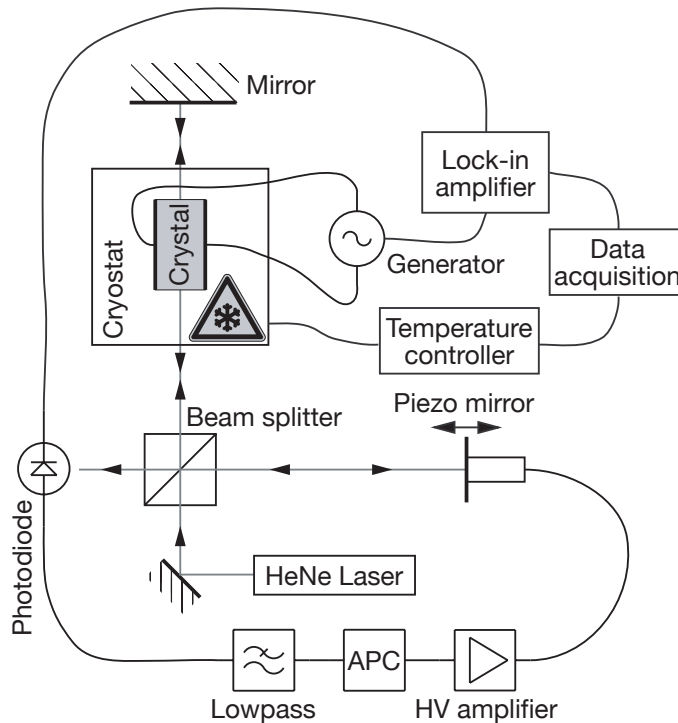 Mirror
Lock-in
amplifier
Crystal
Cryostat
Generator
Data
acquisition
Temperature
controller
Beam splitter
Piezo mirror
Photodiode
HeNe Laser
APC
Lowpass
HV amplifier